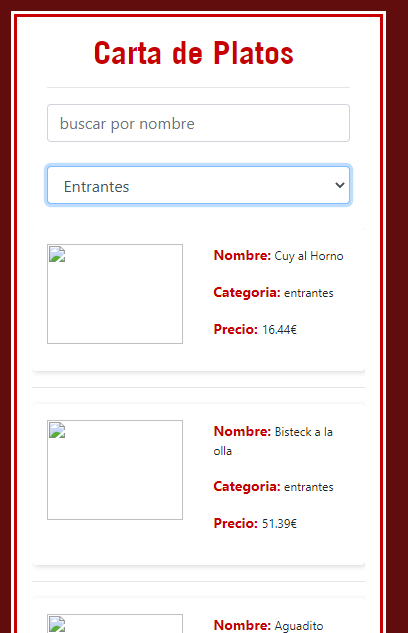 Carta de Platos
buscar por nombre
Entrantes
Nombre: Cuy al Horno
Categoria: entrantes
Precio: 16.44€
Nombre: Bisteck a la
olla
Categoria: entrantes
Precio: 51.39€
Nombre: Aguadito